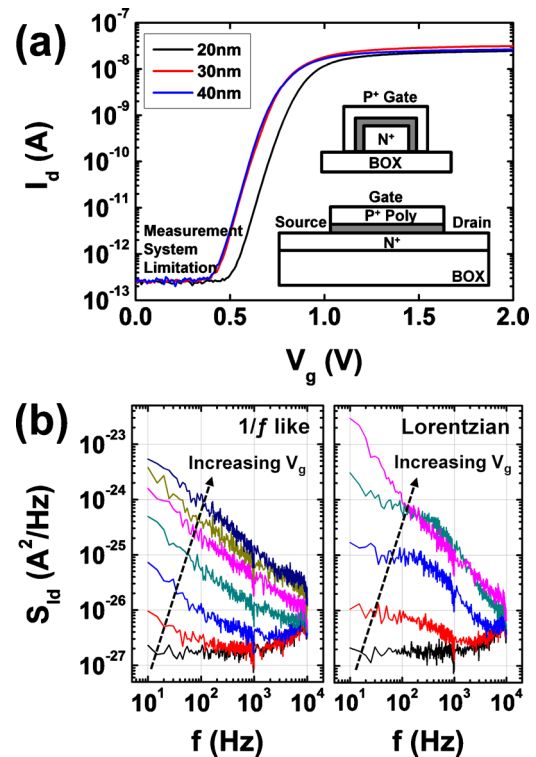 (a)
20nm
30nm
40nm
P⁺ Gate
N⁺
BOX
Gate
P⁺ Poly
Source
Drain
N⁺
BOX
Measurement
System
Limitation
I_d (A)
10⁻⁷
10⁻⁸
10⁻⁹
10⁻¹⁰
10⁻¹¹
10⁻¹²
10⁻¹³
0.0 0.5 1.0 1.5 2.0
V_g (V)
(b)
1/f like
Lorentzian
Increasing V_g
Increasing V_g
S_Id (A²/Hz)
10⁻²³
10⁻²⁴
10⁻²⁵
10⁻²⁶
10⁻²⁷
10¹ 10² 10³ 10⁴
10¹ 10² 10³ 10⁴
f (Hz)
f (Hz)